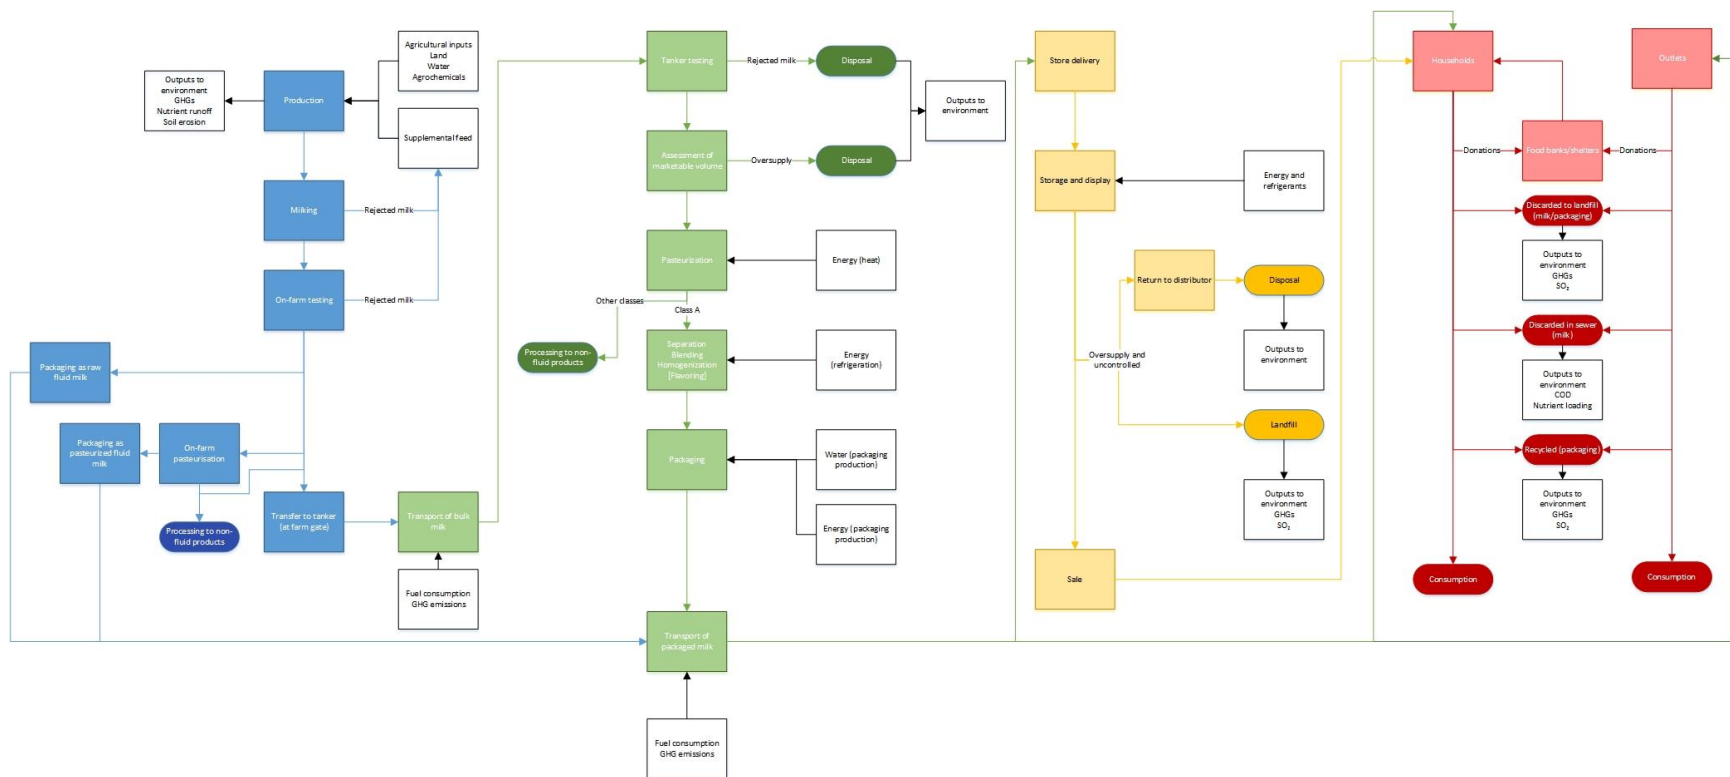 Agricultural inputs
Land
Water
Agrochemicals
Outputs to
environment
GHGs
Nutrient runoff
Soil erosion
Production
Supplemental feed
Milking
Rejected milk
On-farm testing
Rejected milk
Packaging as raw
fluid milk
Packaging as
pasteurized fluid
milk
On-farm
pasteurisation
Transfer to tanker
(at farm gate)
Processing to non-
fluid products
Transport of bulk
milk
Fuel consumption
GHG emissions
Tanker testing
Rejected milk
Disposal
Outputs to
environment
Assessment of
marketable volume
Oversupply
Disposal
Pasteurization
Energy (heat)
Other classes
Class A
Processing to non-
fluid products
Separation
Blending
Homogenization
[Flavoring]
Energy
(refrigeration)
Packaging
Water (packaging
production)
Energy (packaging
production)
Transport of
packaged milk
Fuel consumption
GHG emissions
Store delivery
Storage and display
Energy and
refrigerants
Return to distributor
Disposal
Oversupply and
uncontrolled
Outputs to
environment
Landfill
Outputs to
environment
GHGs
SO₂
Sale
Households
Outlets
Donations
Food banks/shelters
Donations
Discarded to landfill
(milk/packaging)
Outputs to
environment
GHGs
SO₂
Discarded in sewer
(milk)
Outputs to
environment
COD
Nutrient loading
Recycled (packaging)
Outputs to
environment
GHGs
SO₂
Consumption
Consumption